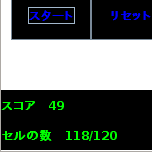 スタート リセット
スコア 49
セルの数 118/120